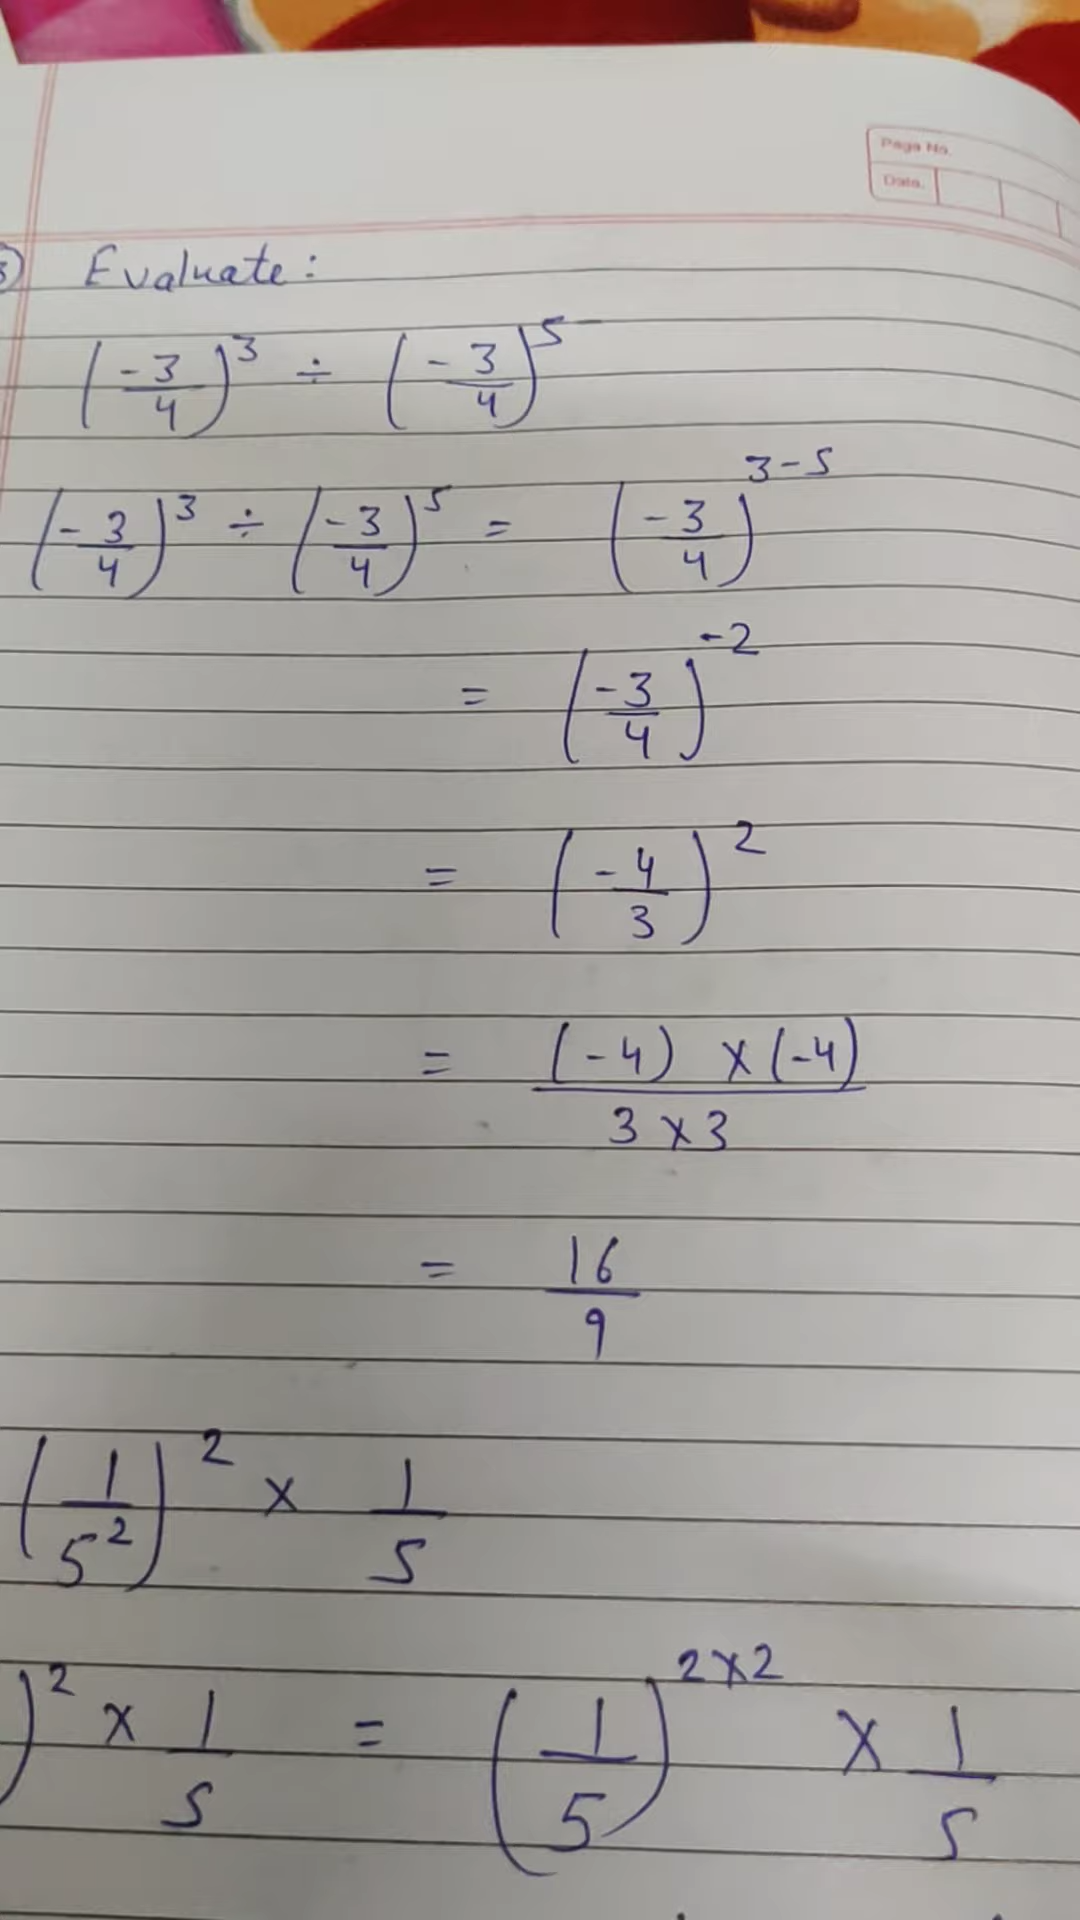 Page No.
Date.
3) Evaluate:
(-3/4)^3 ÷ (-3/4)^5
(-3/4)^3 ÷ (-3/4)^5 = (-3/4)^3-5
= (-3/4)^-2
= (-4/3)^2
= (-4) × (-4) / 3 × 3
= 16/9
(1/5^2)^2 × 1/5
)^2 × 1/5 = (1/5)^2×2 × 1/5